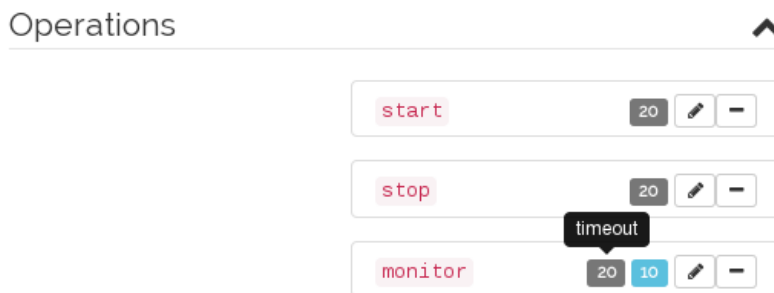 Operations
start 20
stop 20
timeout
monitor 20 10